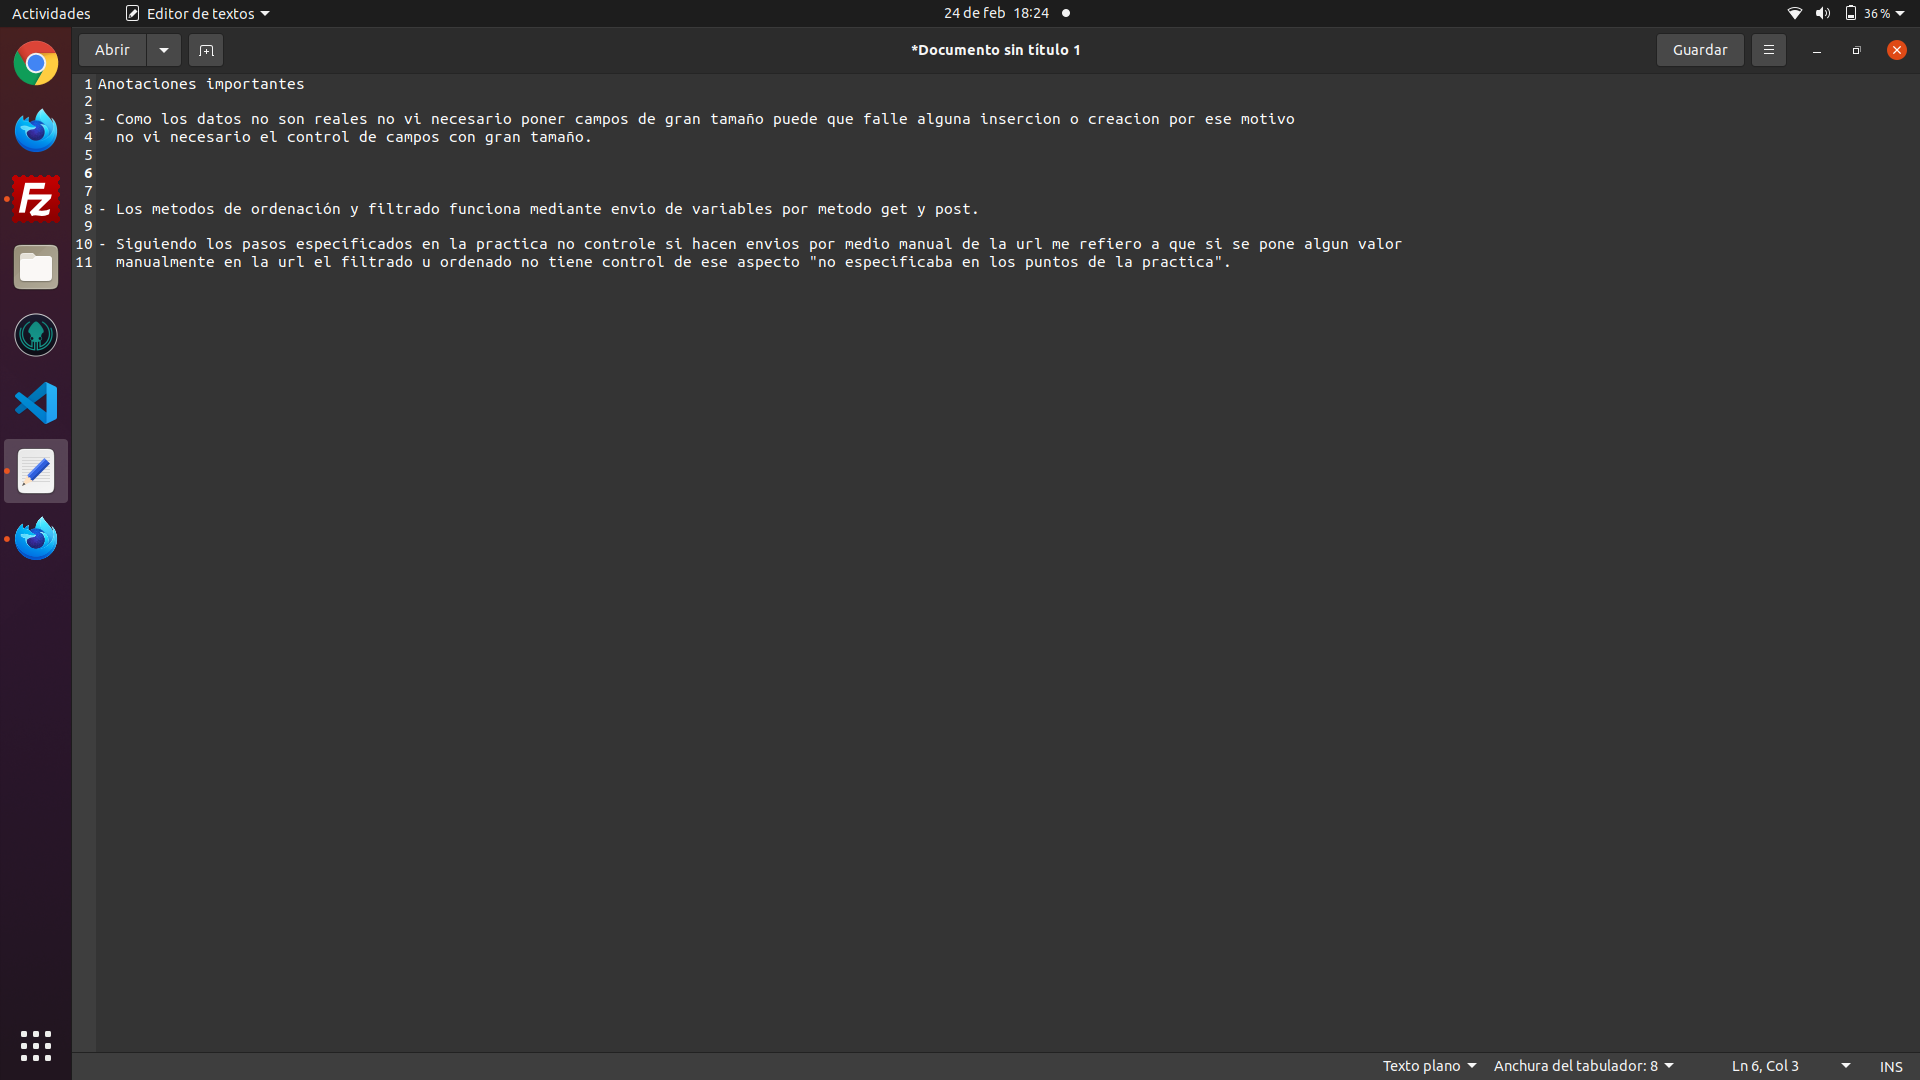 Actividades Editor de textos 24 de feb 18:24 36 %
Abrir *Documento sin título 1 Guardar
1 Anotaciones importantes
2
3 - Como los datos no son reales no vi necesario poner campos de gran tamaño puede que falle alguna insercion o creacion por ese motivo
4 no vi necesario el control de campos con gran tamaño.
5
6
7
8 - Los metodos de ordenación y filtrado funciona mediante envio de variables por metodo get y post.
9
10 - Siguiendo los pasos especificados en la practica no controle si hacen envios por medio manual de la url me refiero a que si se pone algun valor
11 manualmente en la url el filtrado u ordenado no tiene control de ese aspecto "no especificaba en los puntos de la practica".
Fz
Texto plano Anchura del tabulador: 8 Ln 6, Col 3 INS